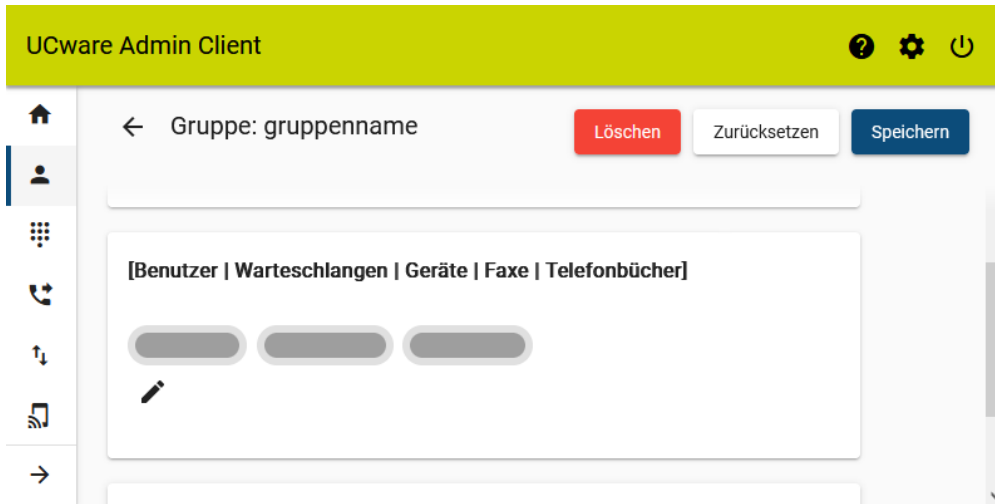 UCware Admin Client
Gruppe: gruppenname
Löschen
Zurücksetzen
Speichern
[Benutzer | Warteschlangen | Geräte | Faxe | Telefonbücher]